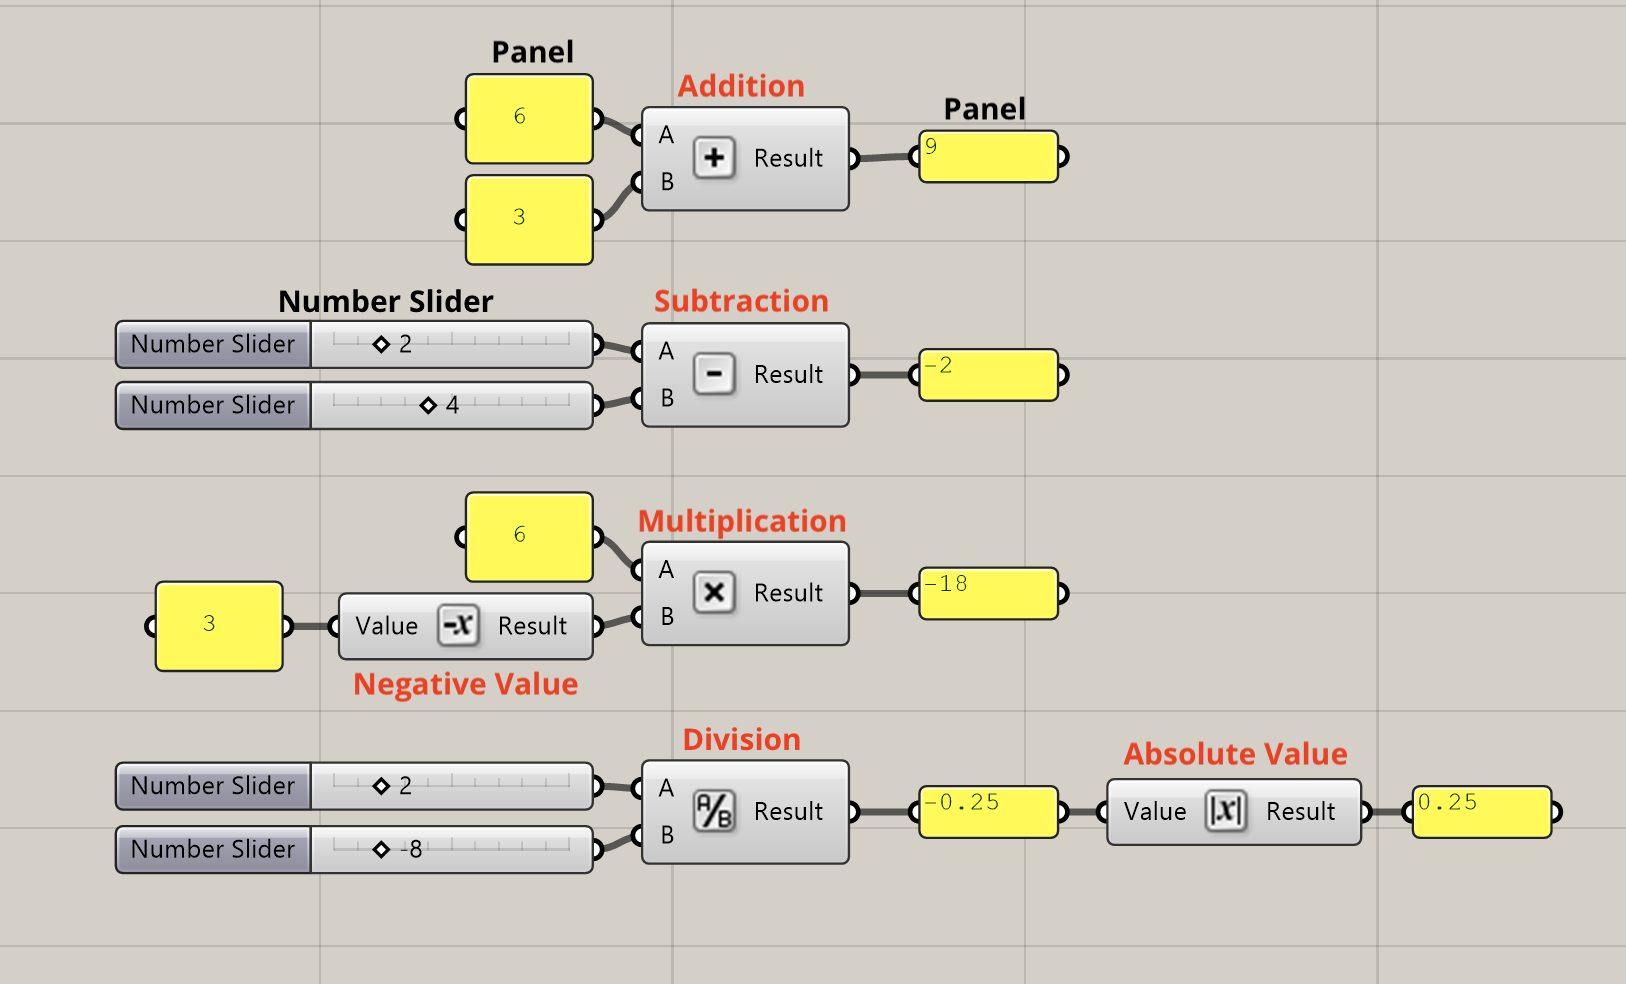 Panel
6
3
Addition
A
B
+
Result
Panel
9
Number Slider
Number Slider 2
Number Slider 4
Subtraction
A
B
-
Result
-2
6
3
Value -x Result
Negative Value
Multiplication
A
B
×
Result
-18
Number Slider 2
Number Slider -8
Division
A
B
A/B
Result
-0.25
Absolute Value
Value |x| Result
0.25